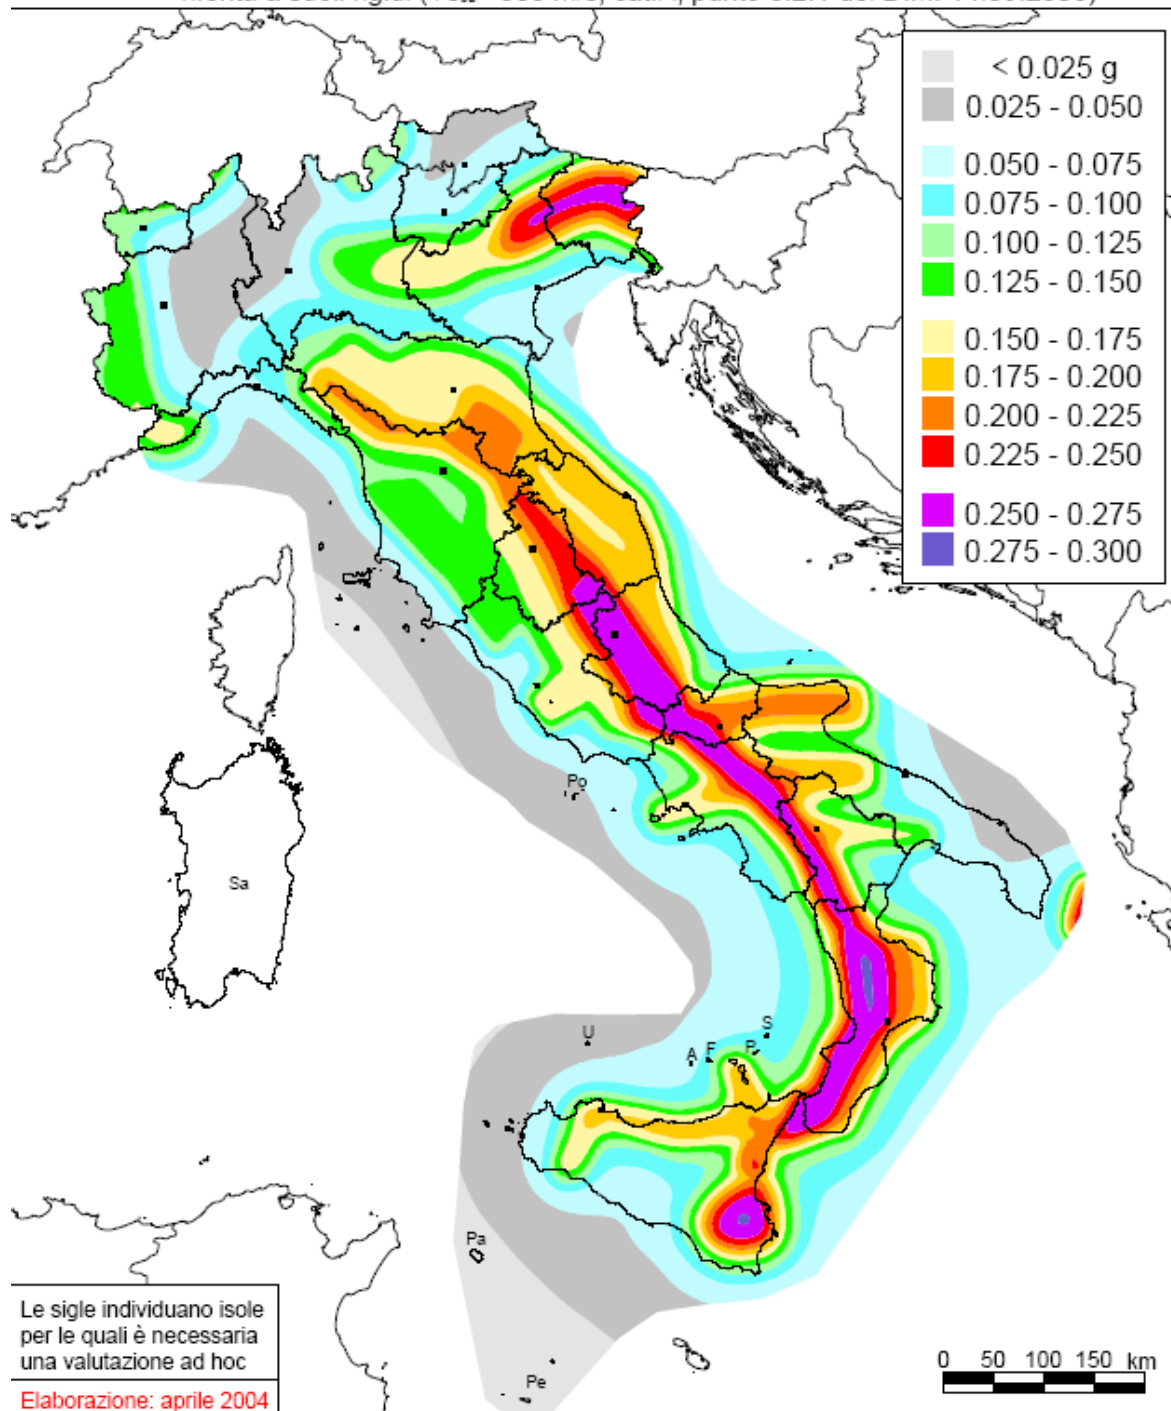 < 0.025 g
0.025 - 0.050
0.050 - 0.075
0.075 - 0.100
0.100 - 0.125
0.125 - 0.150
0.150 - 0.175
0.175 - 0.200
0.200 - 0.225
0.225 - 0.250
0.250 - 0.275
0.275 - 0.300
Po
Sa
S
U
A F P
Pa
Pe
Le sigle individuano isole
per le quali è necessaria
una valutazione ad hoc
Elaborazione: aprile 2004
0 50 100 150 km